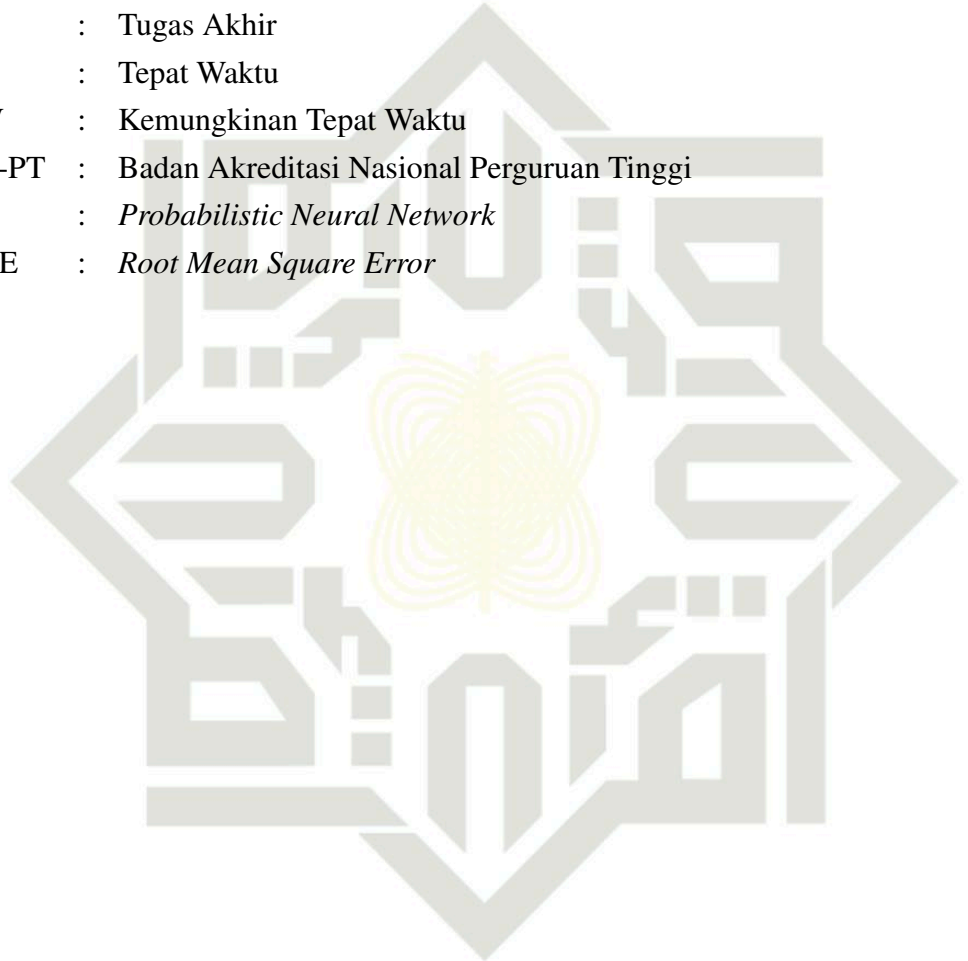 : Tugas Akhir
: Tepat Waktu
: Kemungkinan Tepat Waktu
-PT : Badan Akreditasi Nasional Perguruan Tinggi
: Probabilistic Neural Network
E : Root Mean Square Error